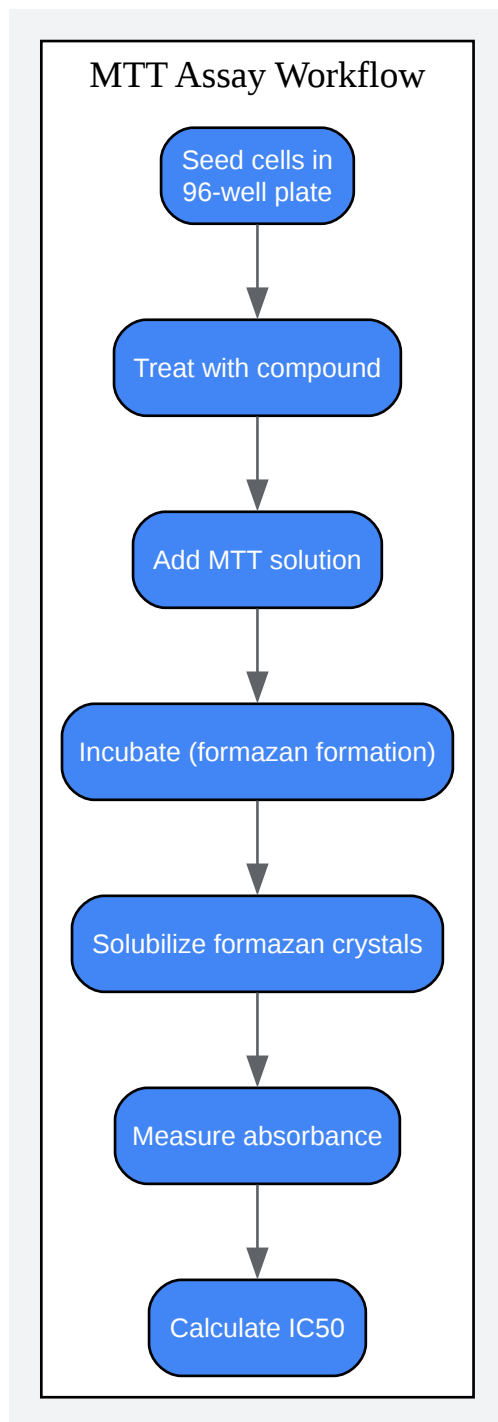 MTT Assay Workflow
Seed cells in
96-well plate
Treat with compound
Add MTT solution
Incubate (formazan formation)
Solubilize formazan crystals
Measure absorbance
Calculate IC50